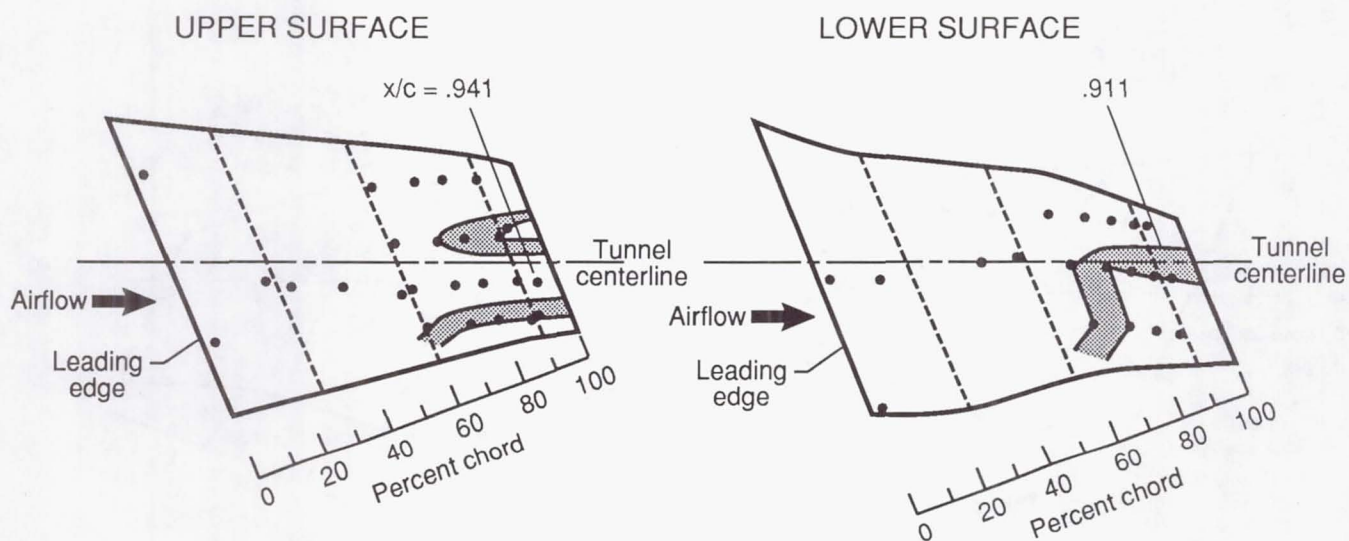 UPPER SURFACE
x/c = .941
Tunnel
centerline
Airflow
Leading
edge
0
20
40
60
80
100
Percent chord
LOWER SURFACE
.911
Tunnel
centerline
Airflow
Leading
edge
0
20
40
60
80
100
Percent chord